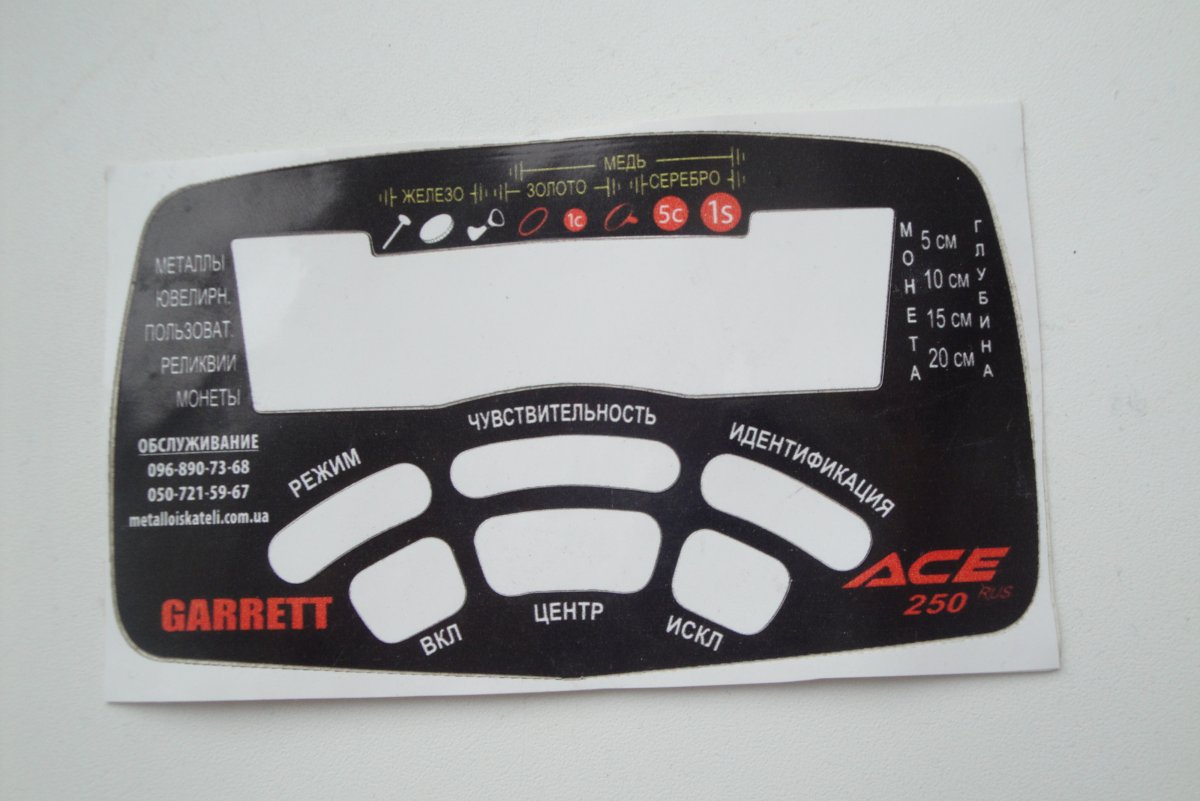 МЕДЬ
ЖЕЛЕЗО
ЗОЛОТО
СЕРЕБРО
1c
5c
1s
МЕТАЛЛЫ
ЮВЕЛИРН.
ПОЛЬЗОВАТ.
РЕЛИКВИИ
МОНЕТЫ
МОНЕТА
5 см
10 см
15 см
20 см
ГЛУБИНА
ОБСЛУЖИВАНИЕ
096-890-73-68
050-721-59-67
metalloiskateli.com.ua
РЕЖИМ
ЧУВСТВИТЕЛЬНОСТЬ
ИДЕНТИФИКАЦИЯ
ВКЛ
ЦЕНТР
ИСКЛ
GARRETT
ACE
250 RUS